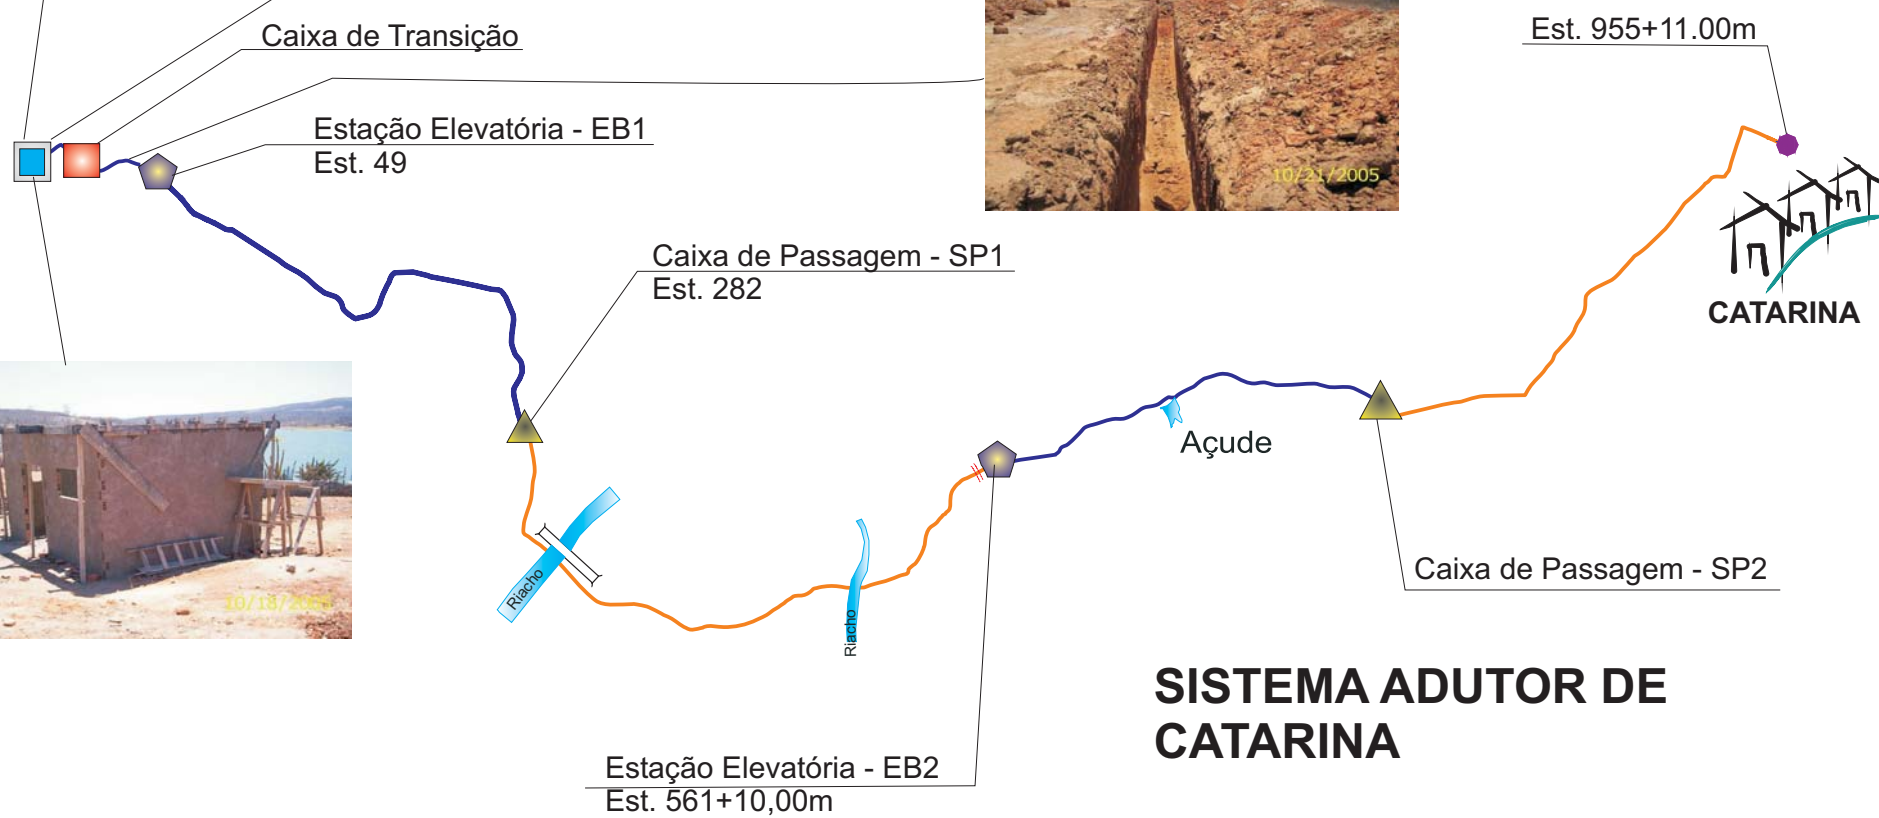 Caixa de Transição
Est. 955+11.00m
Estação Elevatória - EB1
Est. 49
10/21/2005
Caixa de Passagem - SP1
Est. 282
CATARINA
Açude
Riacho
10/18/2005
Riacho
Caixa de Passagem - SP2
SISTEMA ADUTOR DE
CATARINA
Estação Elevatória - EB2
Est. 561+10,00m